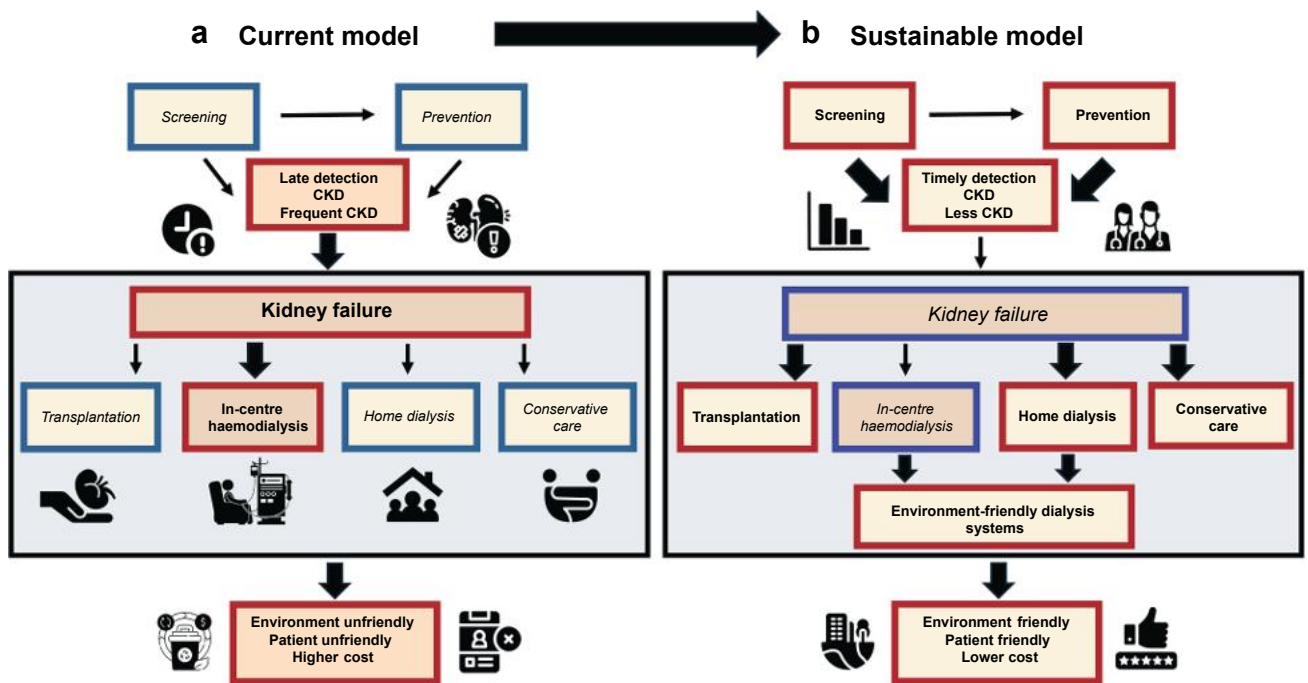 a Current model
b Sustainable model
Screening
Prevention
Late detection
CKD
Frequent CKD
Kidney failure
Transplantation
In-centre
haemodialysis
Home dialysis
Conservative
care
Environment unfriendly
Patient unfriendly
Higher cost
Screening
Prevention
Timely detection
CKD
Less CKD
Kidney failure
Transplantation
In-centre
haemodialysis
Home dialysis
Conservative
care
Environment-friendly dialysis
systems
Environment friendly
Patient friendly
Lower cost